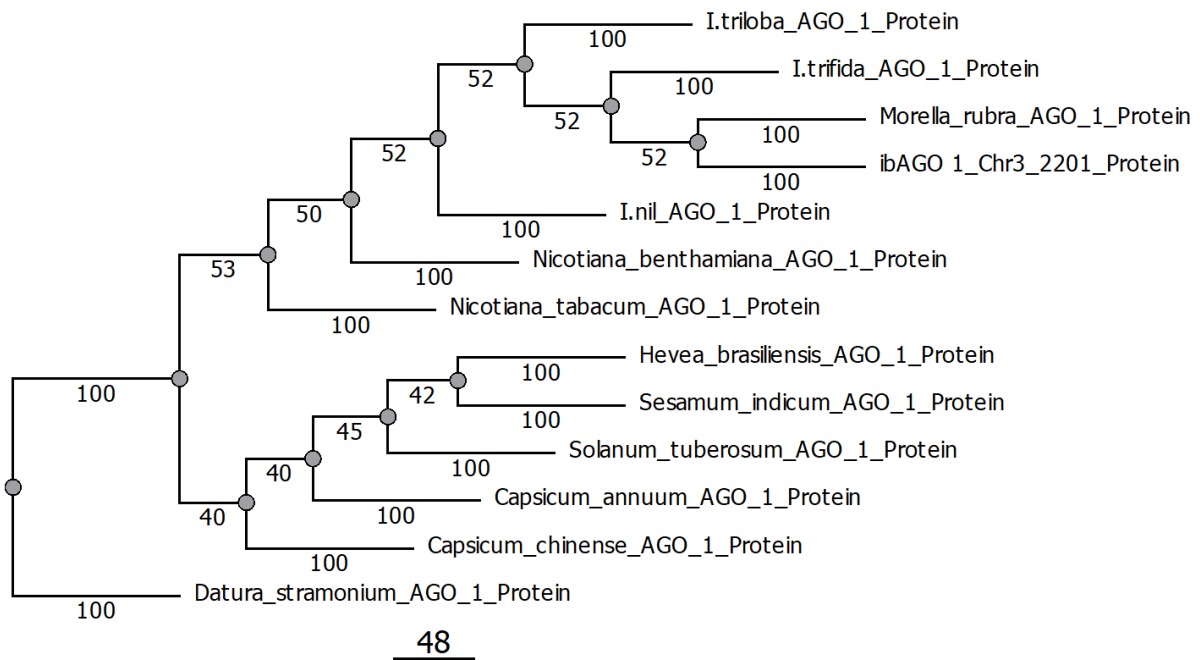 I.triloba_AGO_1_Protein
100
52
I.trifida_AGO_1_Protein
100
52
Morella_rubra_AGO_1_Protein
100
52
52
ibAGO 1_Chr3_2201_Protein
100
I.nil_AGO_1_Protein
50
100
Nicotiana_benthamiana_AGO_1_Protein
53
100
Nicotiana_tabacum_AGO_1_Protein
100
Hevea_brasiliensis_AGO_1_Protein
100
100
42
Sesamum_indicum_AGO_1_Protein
100
45
Solanum_tuberosum_AGO_1_Protein
40
100
Capsicum_annuum_AGO_1_Protein
40
100
Capsicum_chinense_AGO_1_Protein
100
Datura_stramonium_AGO_1_Protein
100
48